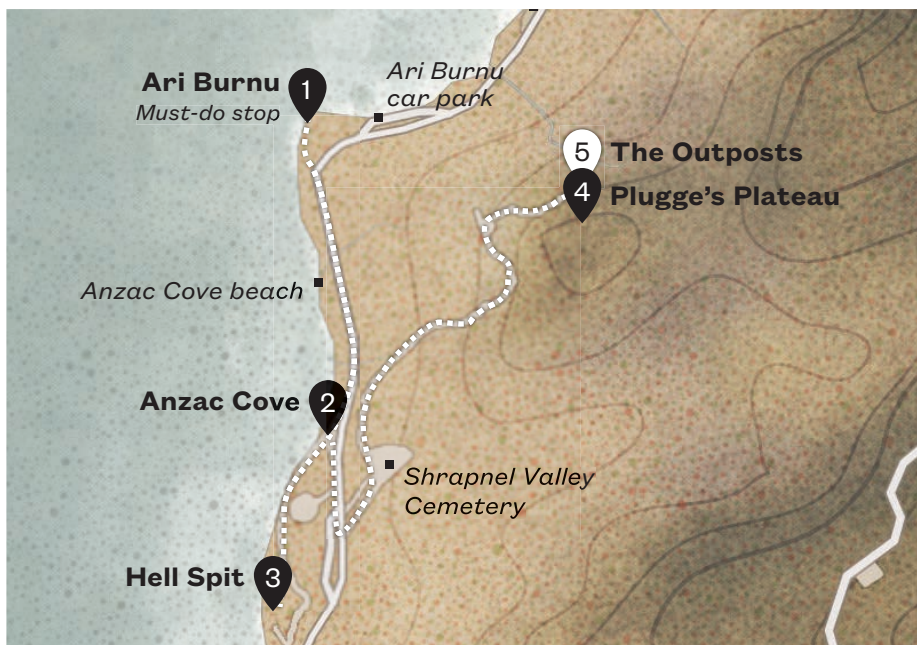 Ari Burnu
Must-do stop
1
Ari Burnu
car park
5
The Outposts
4
Plugge’s Plateau
Anzac Cove beach
Anzac Cove
2
Shrapnel Valley
Cemetery
Hell Spit
3